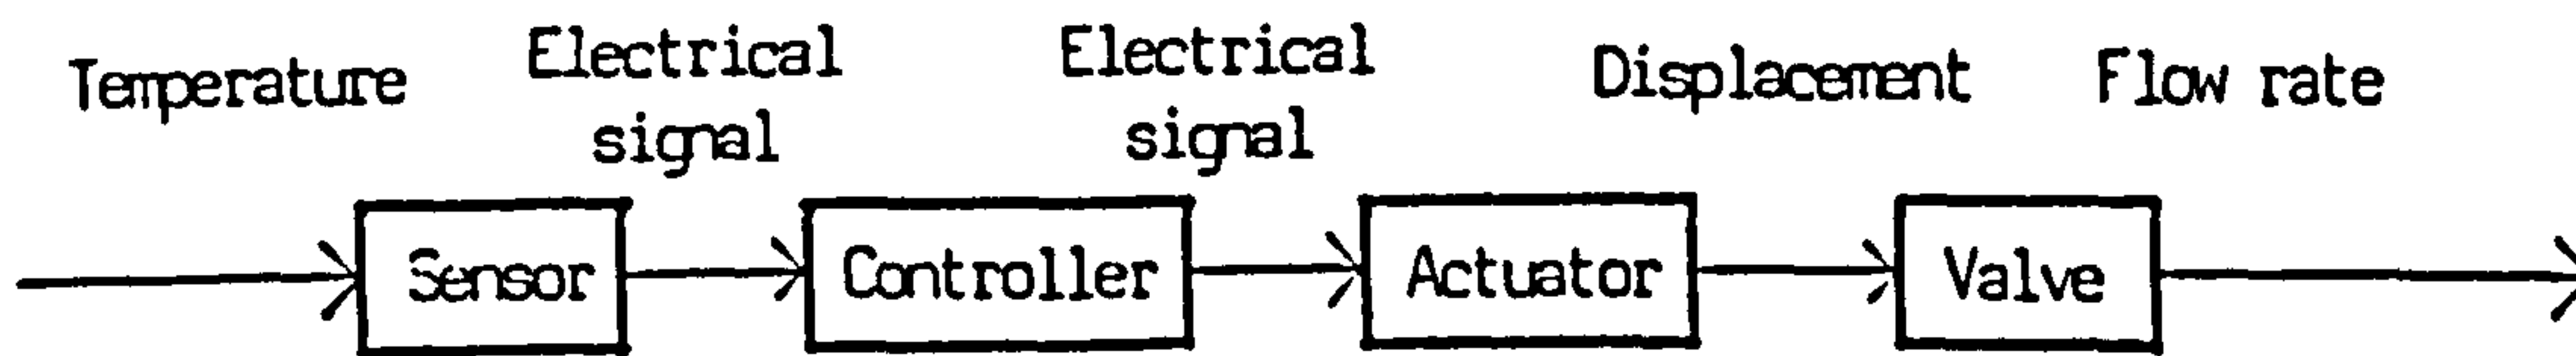 Temperature
Electrical
signal
Electrical
signal
Displacement
Flow rate
Sensor
Controller
Actuator
Valve